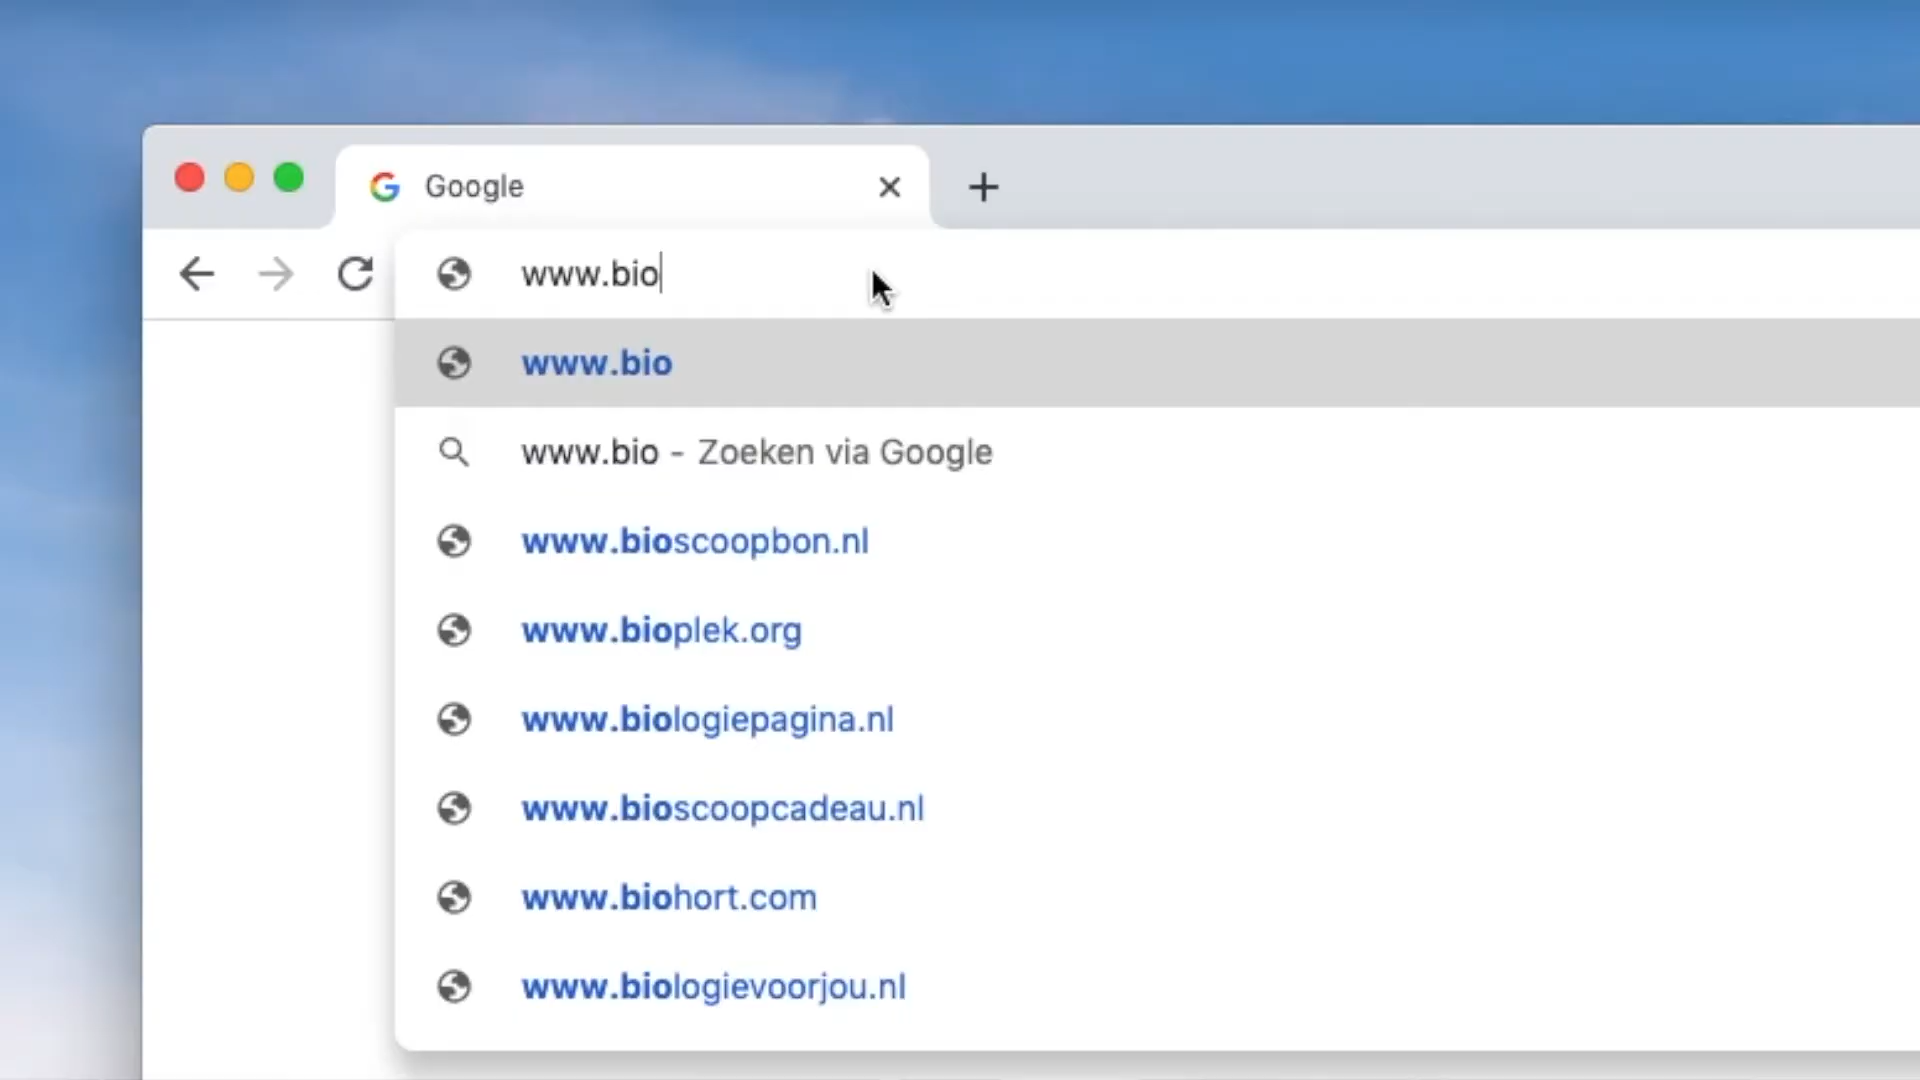 Google
www.bio
www.bio
www.bio - Zoeken via Google
www.bioscoopbon.nl
www.bioplek.org
www.biologiepagina.nl
www.bioscoopcadeau.nl
www.biohort.com
www.biologievoorjou.nl